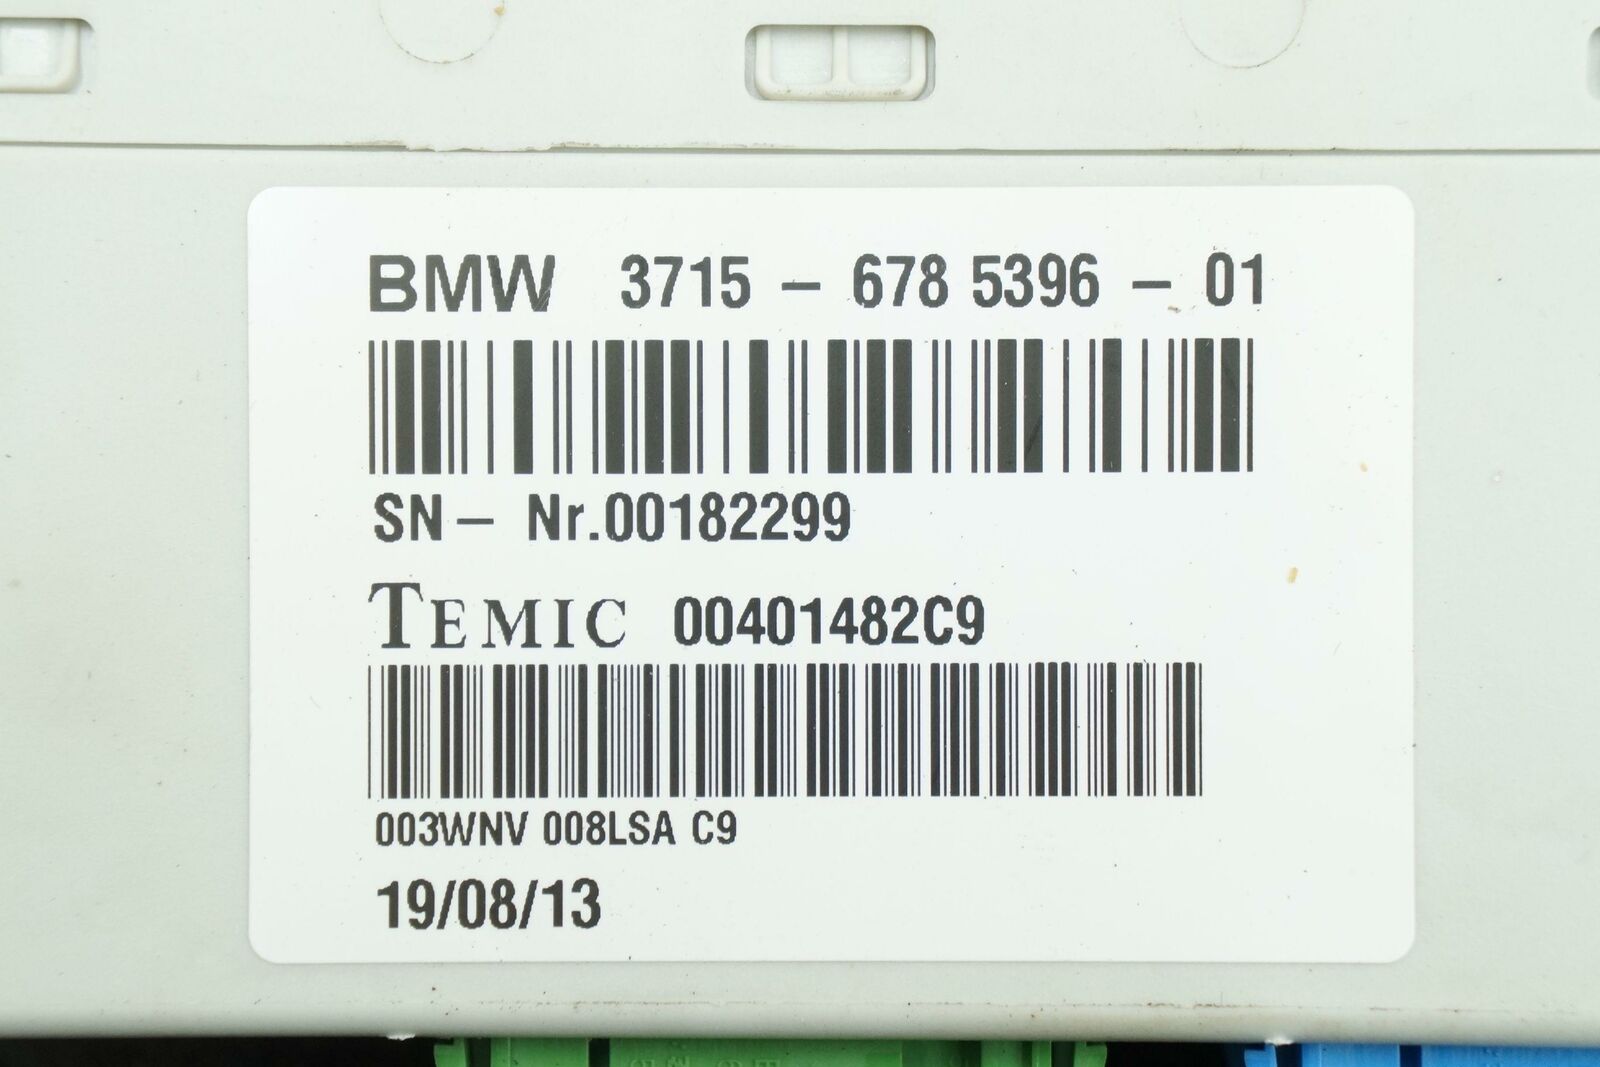 BMW 3715 - 678 5396 - 01
SN - Nr.00182299
TEMIC 00401482C9
003WNV 008LSA C9
19/08/13